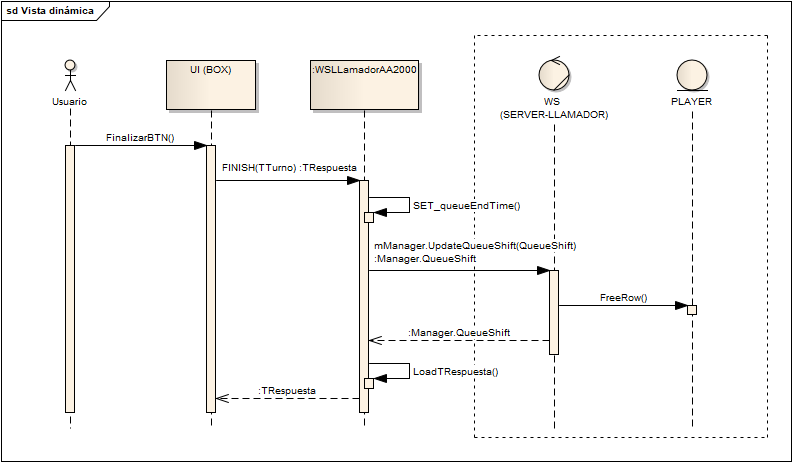 sd Vista dinámica
Usuario
UI (BOX)
:WSLLamadorAA2000
WS
(SERVER-LLAMADOR)
PLAYER
FinalizarBTN()
FINISH(TTurno) :TRespuesta
SET_queueEndTime()
mManager.UpdateQueueShift(QueueShift)
:Manager.QueueShift
FreeRow()
:Manager.QueueShift
LoadTRespuesta()
:TRespuesta